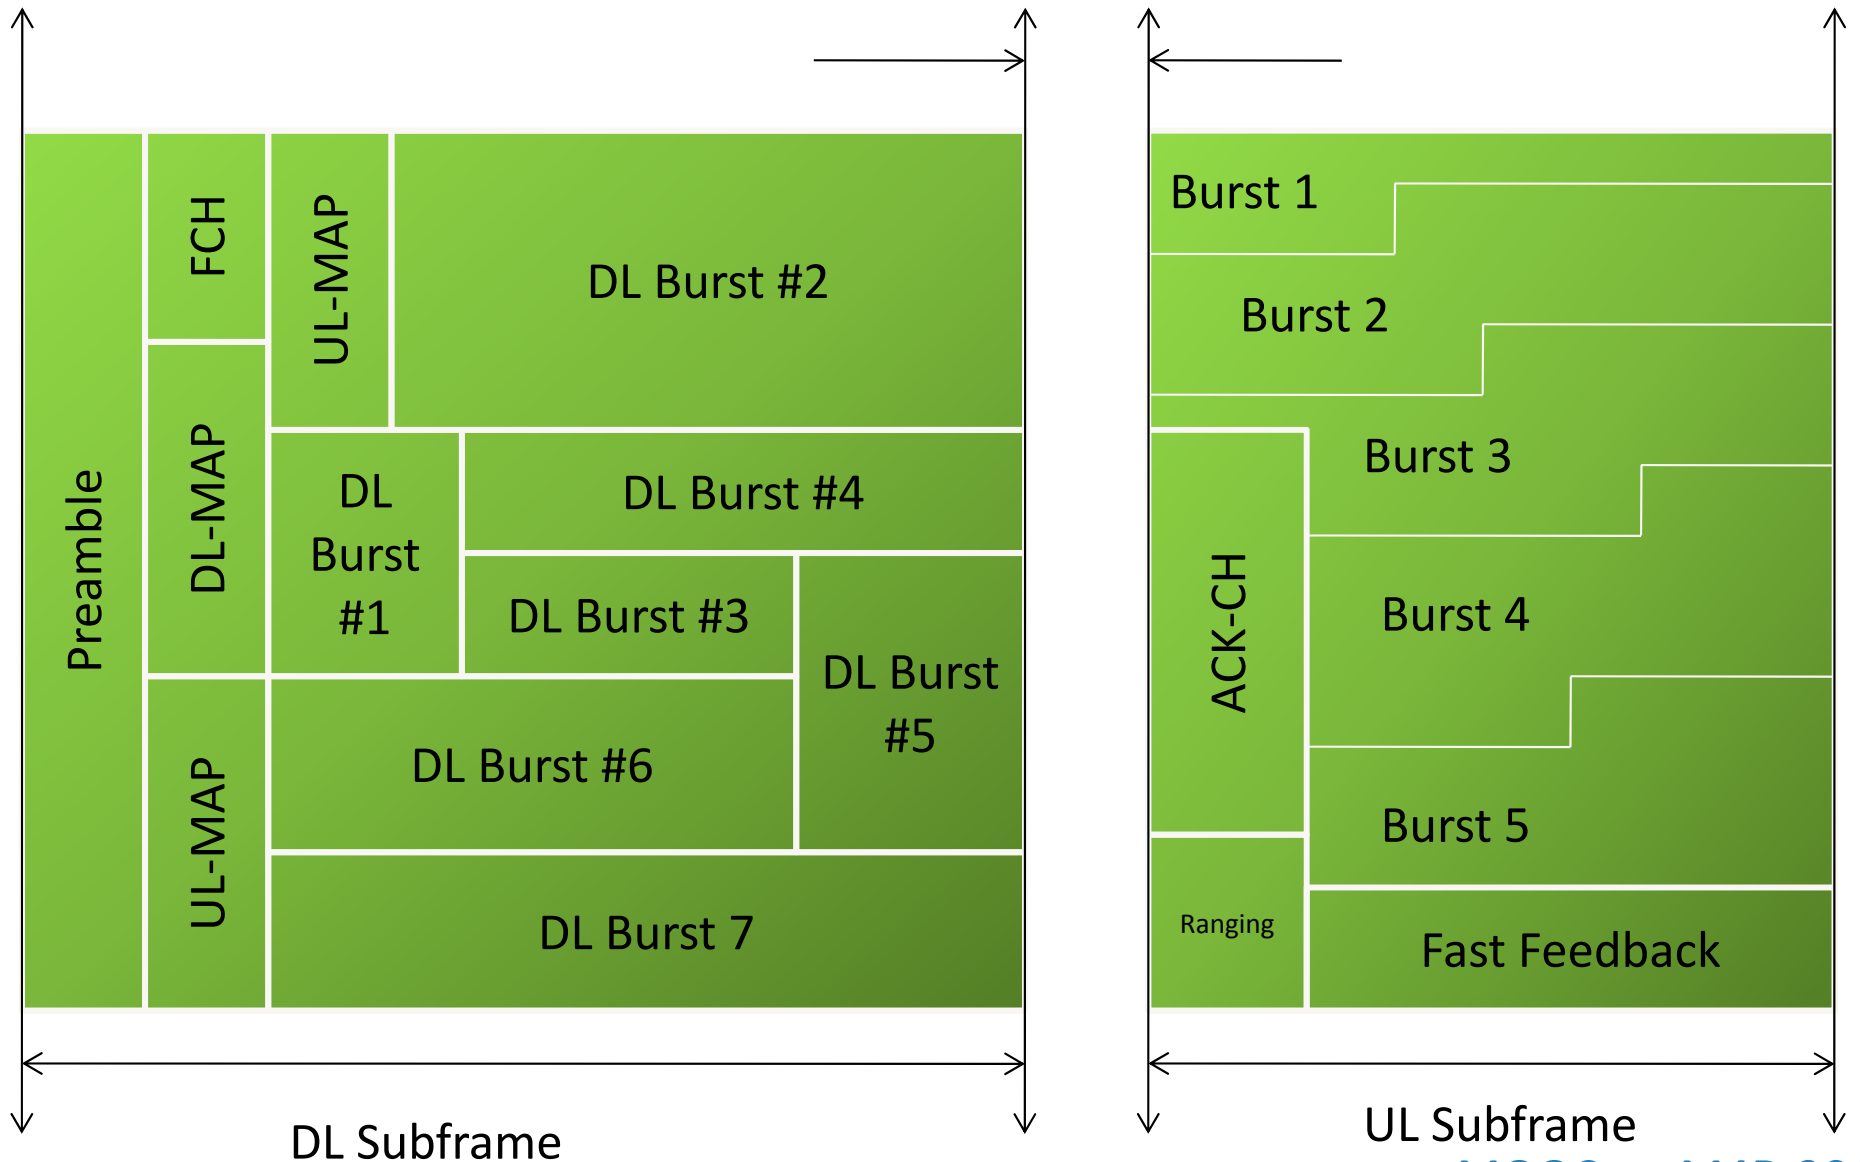 Preamble
FCH
DL-MAP
UL-MAP
UL-MAP
DL Burst #2
DL
Burst
#1
DL Burst #4
DL Burst #3
DL Burst
#5
DL Burst #6
DL Burst 7
DL Subframe
Burst 1
Burst 2
Burst 3
Burst 4
Burst 5
ACK-CH
Ranging
Fast Feedback
UL Subframe